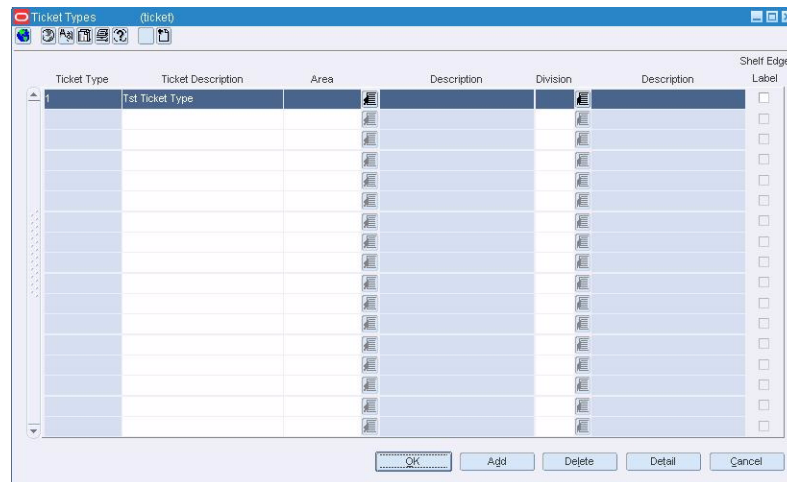 Ticket Types (ticket)
Shelf Edge
Ticket Type Ticket Description Area Description Division Description Label
1 Tst Ticket Type
OK Add Delete Detail Cancel